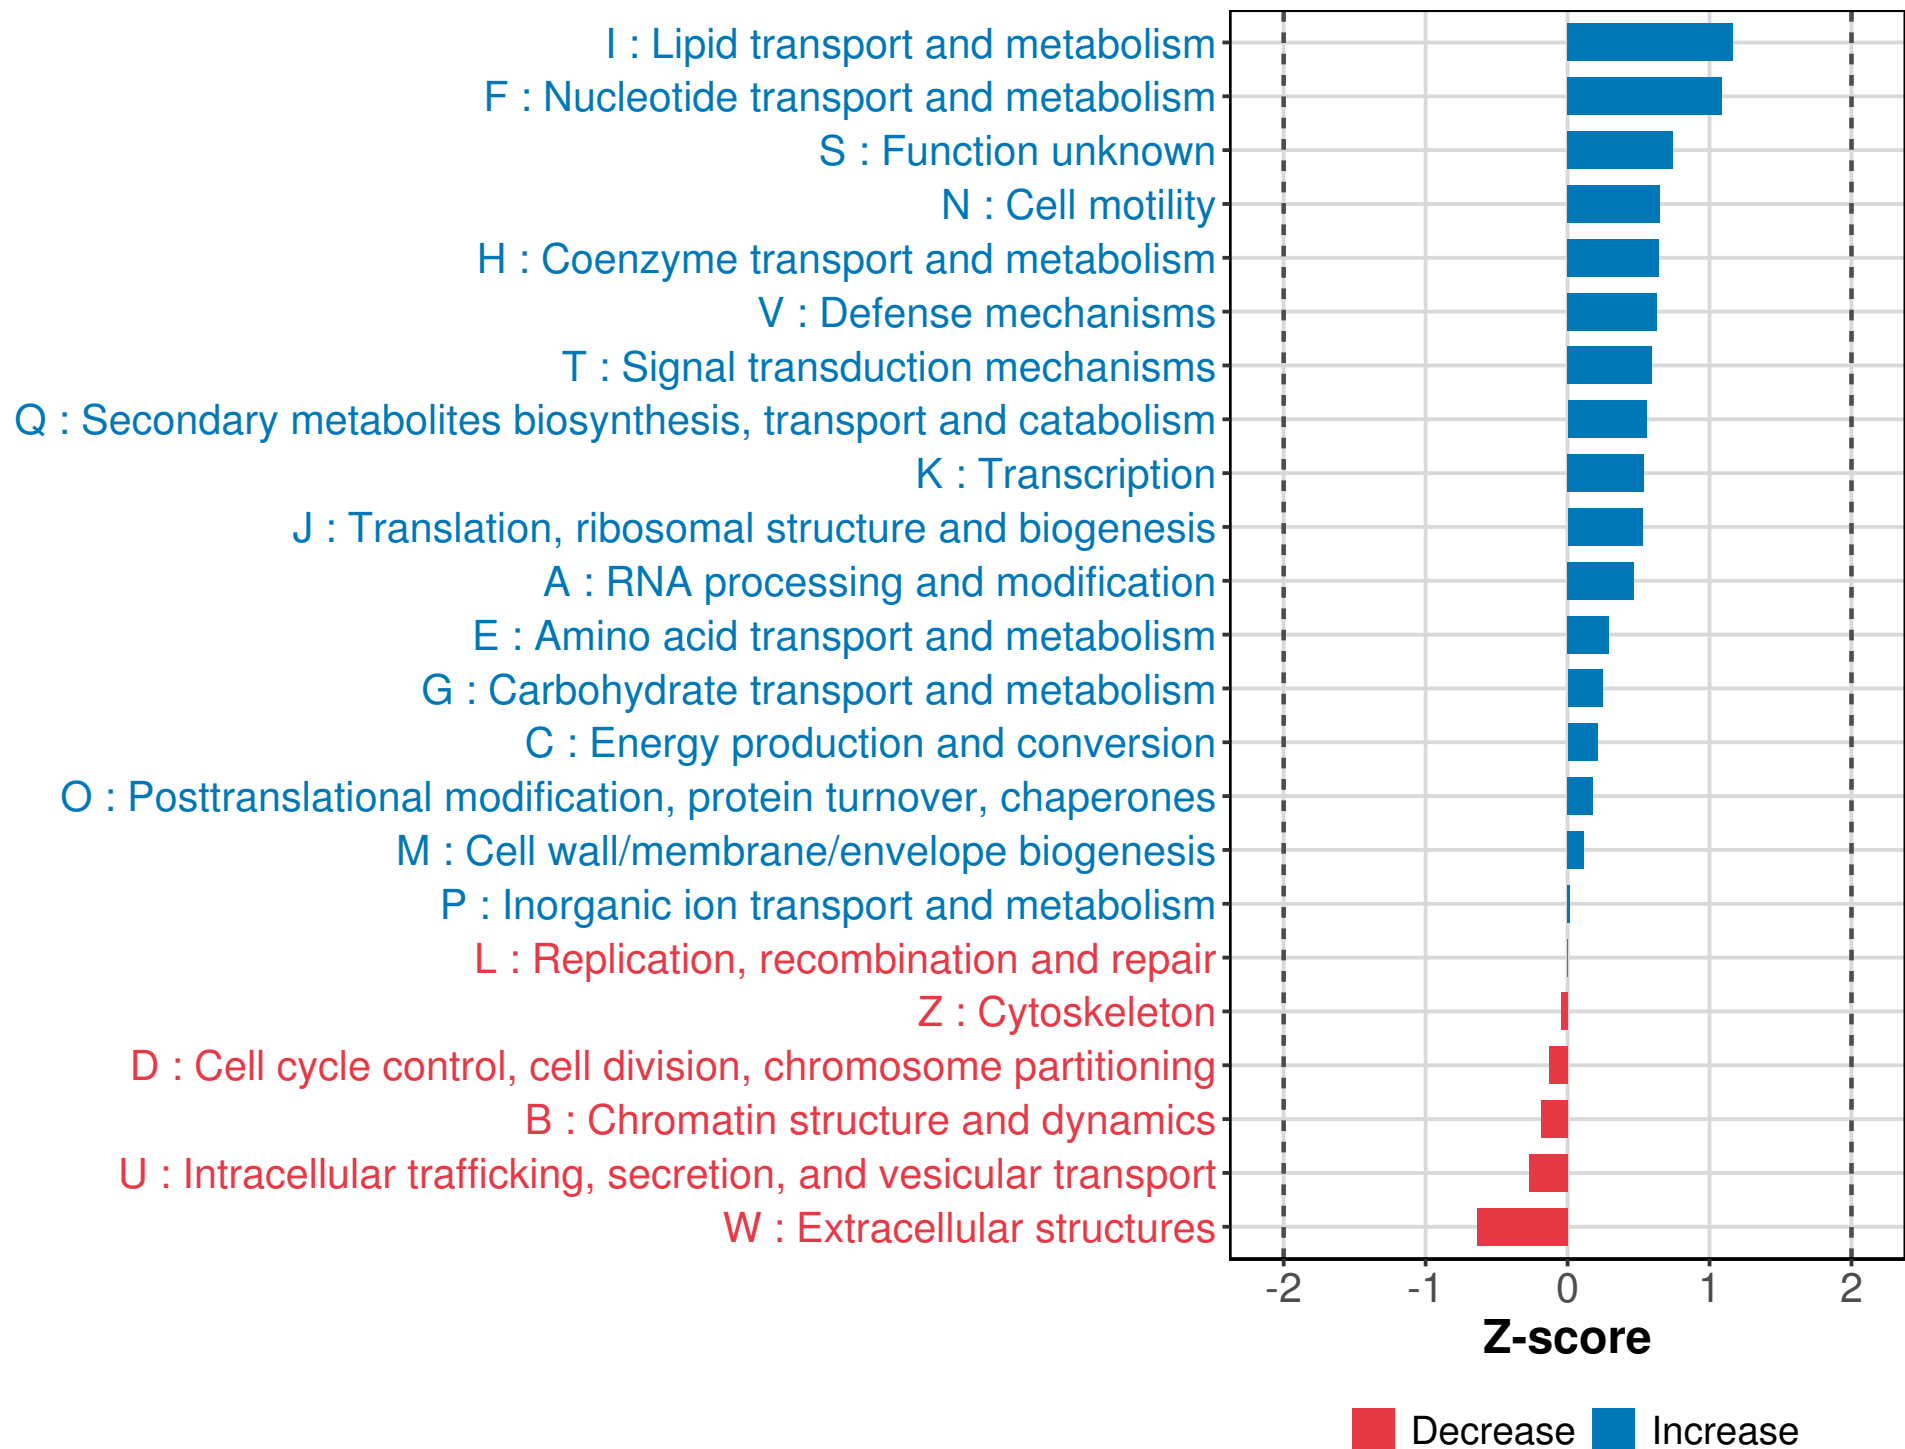 I : Lipid transport and metabolism
F : Nucleotide transport and metabolism
S : Function unknown
N : Cell motility
H : Coenzyme transport and metabolism
V : Defense mechanisms
T : Signal transduction mechanisms
Q : Secondary metabolites biosynthesis, transport and catabolism
K : Transcription
J : Translation, ribosomal structure and biogenesis
A : RNA processing and modification
E : Amino acid transport and metabolism
G : Carbohydrate transport and metabolism
C : Energy production and conversion
O : Posttranslational modification, protein turnover, chaperones
M : Cell wall/membrane/envelope biogenesis
P : Inorganic ion transport and metabolism
L : Replication, recombination and repair
Z : Cytoskeleton
D : Cell cycle control, cell division, chromosome partitioning
B : Chromatin structure and dynamics
U : Intracellular trafficking, secretion, and vesicular transport
W : Extracellular structures
-2 -1 0 1 2
Z-score
Decrease Increase